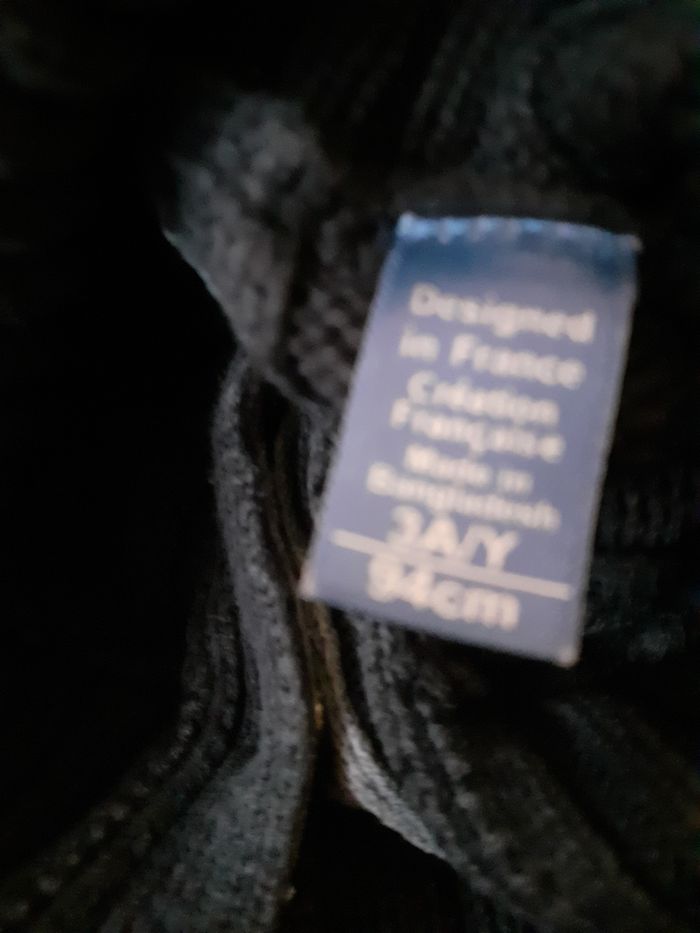 Designed
in France
Création
Française
Made in
Bangladesh
3A/Y
94cm